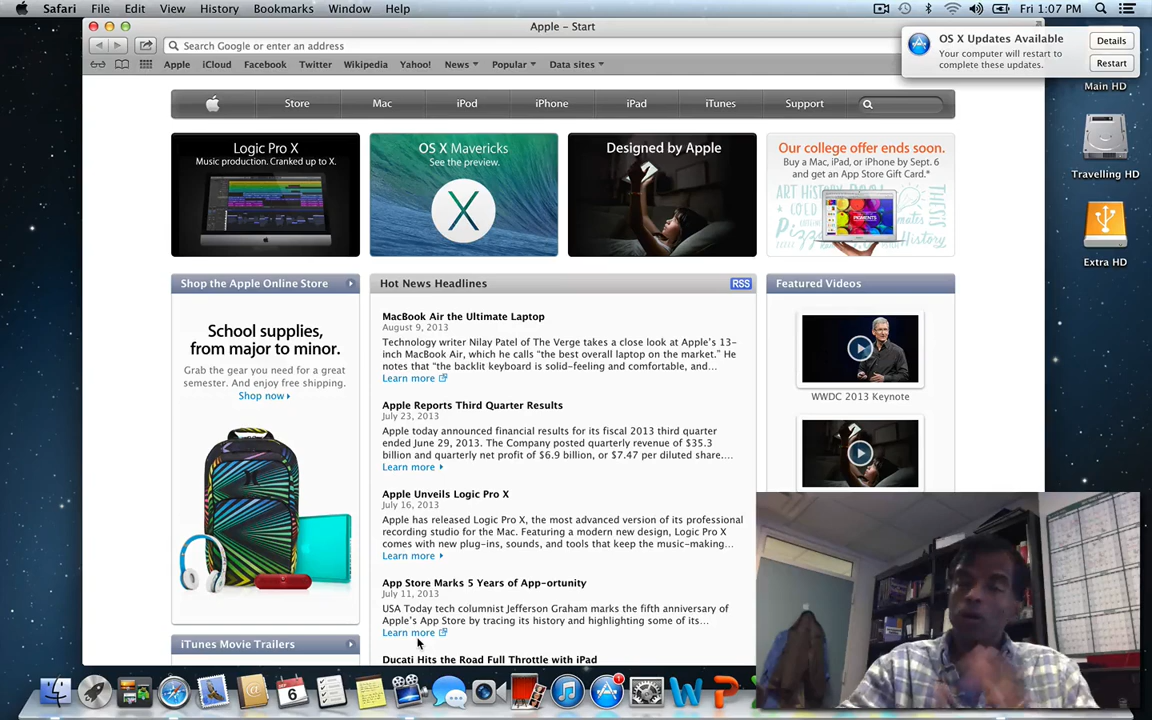 Safari File Edit View History Bookmarks Window Help Fri 1:07 PM
Apple – Start
Search Google or enter an address
Apple iCloud Facebook Twitter Wikipedia Yahoo! News Popular Data sites
OS X Updates Available
Your computer will restart to
complete these updates.
Details
Restart
Main HD
Travelling HD
Extra HD
Store Mac iPod iPhone iPad iTunes Support
Logic Pro X
Music production. Cranked up to X.
OS X Mavericks
See the preview.
X
Designed by Apple
Our college offer ends soon.
Buy a Mac, iPad, or iPhone by Sept. 6
and get an App Store Gift Card.*
Shop the Apple Online Store
School supplies,
from major to minor.
Grab the gear you need for a great
semester. And enjoy free shipping.
Shop now
iTunes Movie Trailers
Hot News Headlines RSS
MacBook Air the Ultimate Laptop
August 9, 2013
Technology writer Nilay Patel of The Verge takes a close look at Apple’s 13-
inch MacBook Air, which he calls “the best overall laptop on the market.” He
notes that “the backlit keyboard is solid-feeling and comfortable, and...
Learn more
Apple Reports Third Quarter Results
July 23, 2013
Apple today announced financial results for its fiscal 2013 third quarter
ended June 29, 2013. The Company posted quarterly revenue of $35.3
billion and quarterly net profit of $6.9 billion, or $7.47 per diluted share....
Learn more
Apple Unveils Logic Pro X
July 16, 2013
Apple has released Logic Pro X, the most advanced version of its professional
recording studio for the Mac. Featuring a modern new design, Logic Pro X
comes with new plug-ins, sounds, and tools that keep the music-making...
Learn more
App Store Marks 5 Years of App-ortunity
July 11, 2013
USA Today tech columnist Jefferson Graham marks the fifth anniversary of
Apple’s App Store by tracing its history and highlighting some of its...
Learn more
Ducati Hits the Road Full Throttle with iPad
Featured Videos
WWDC 2013 Keynote
6
1
W P